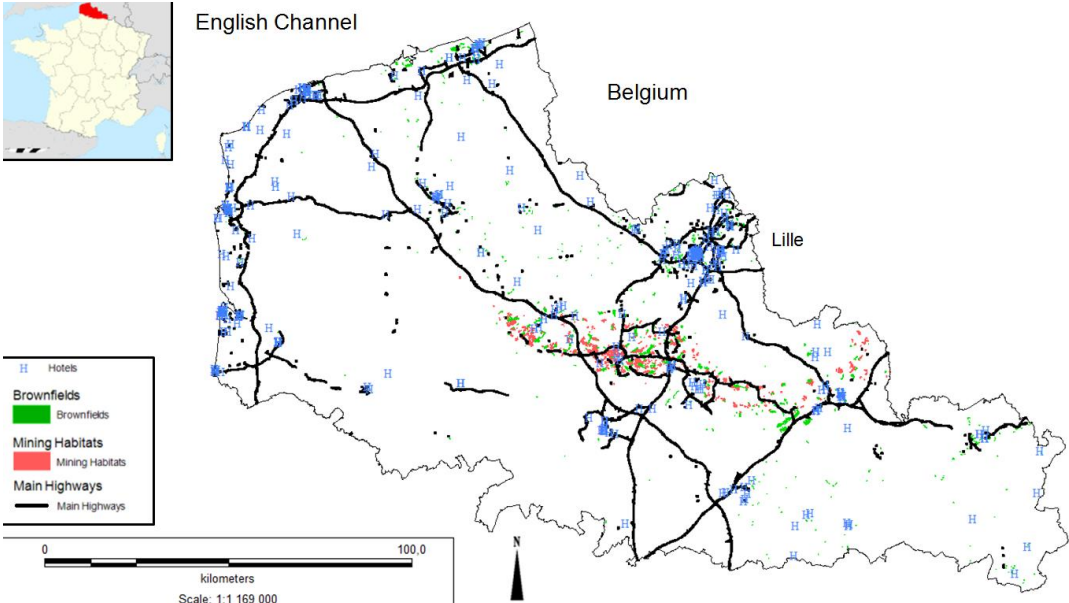 English Channel
Belgium
Lille
H Hotels
Brownfields
Brownfields
Mining Habitats
Mining Habitats
Main Highways
Main Highways
0 100,0
kilometers
Scale: 1:1 169 000
N